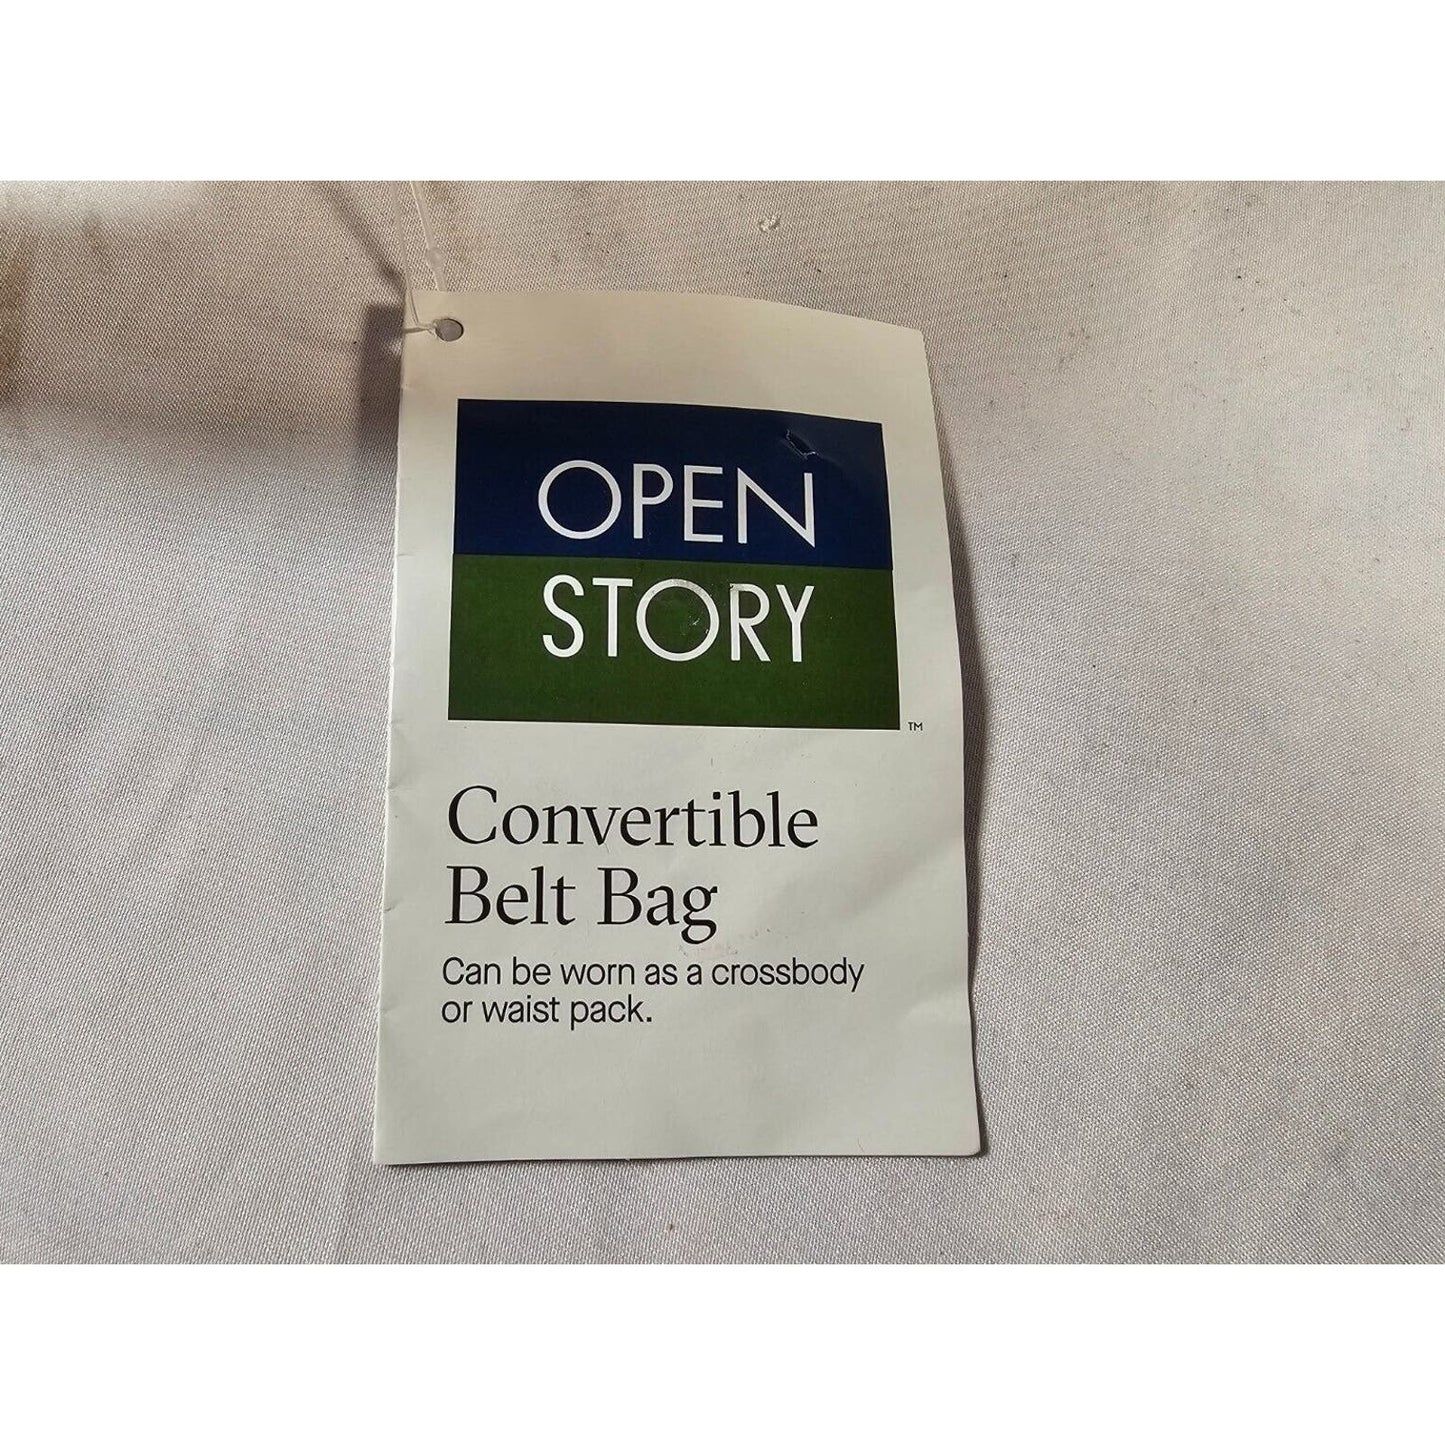 OPEN
STORY
™
Convertible
Belt Bag
Can be worn as a crossbody
or waist pack.